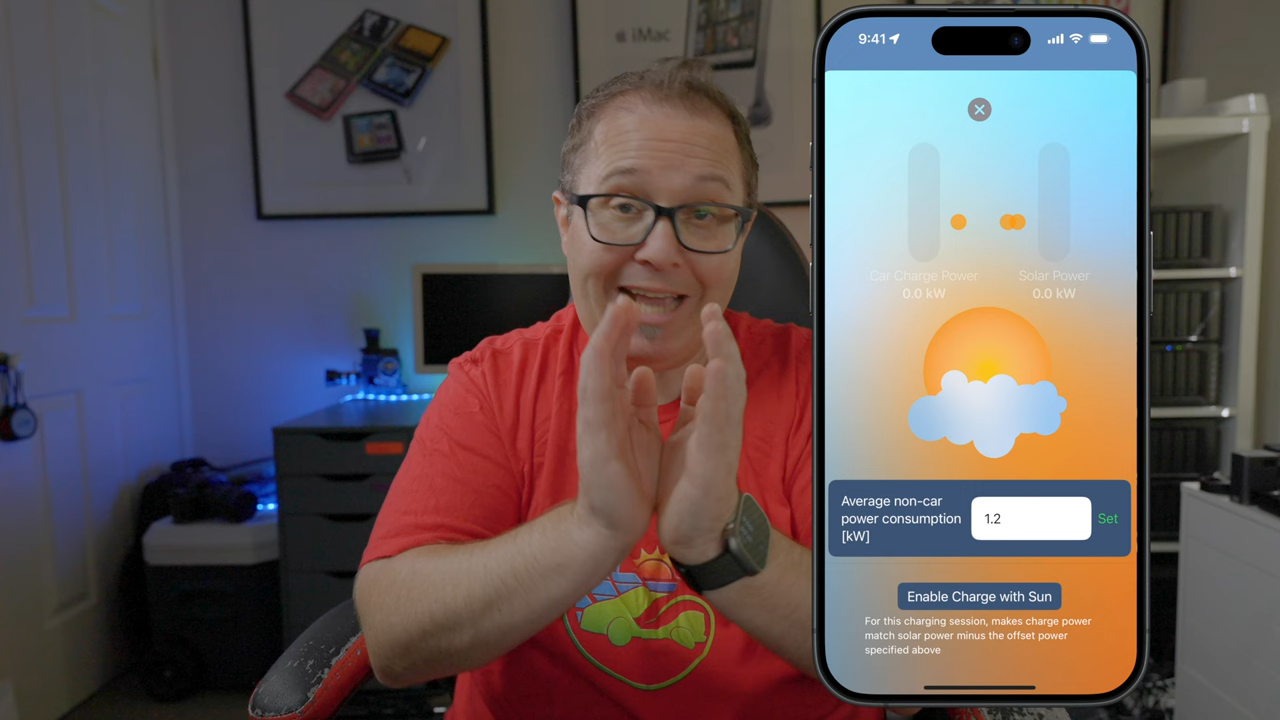 iMac
9:41
Car Charge Power
0.0 kW
Solar Power
0.0 kW
Average non-car
power consumption
[kW]
1.2
Set
Enable Charge with Sun
For this charging session, makes charge power
match solar power minus the offset power
specified above